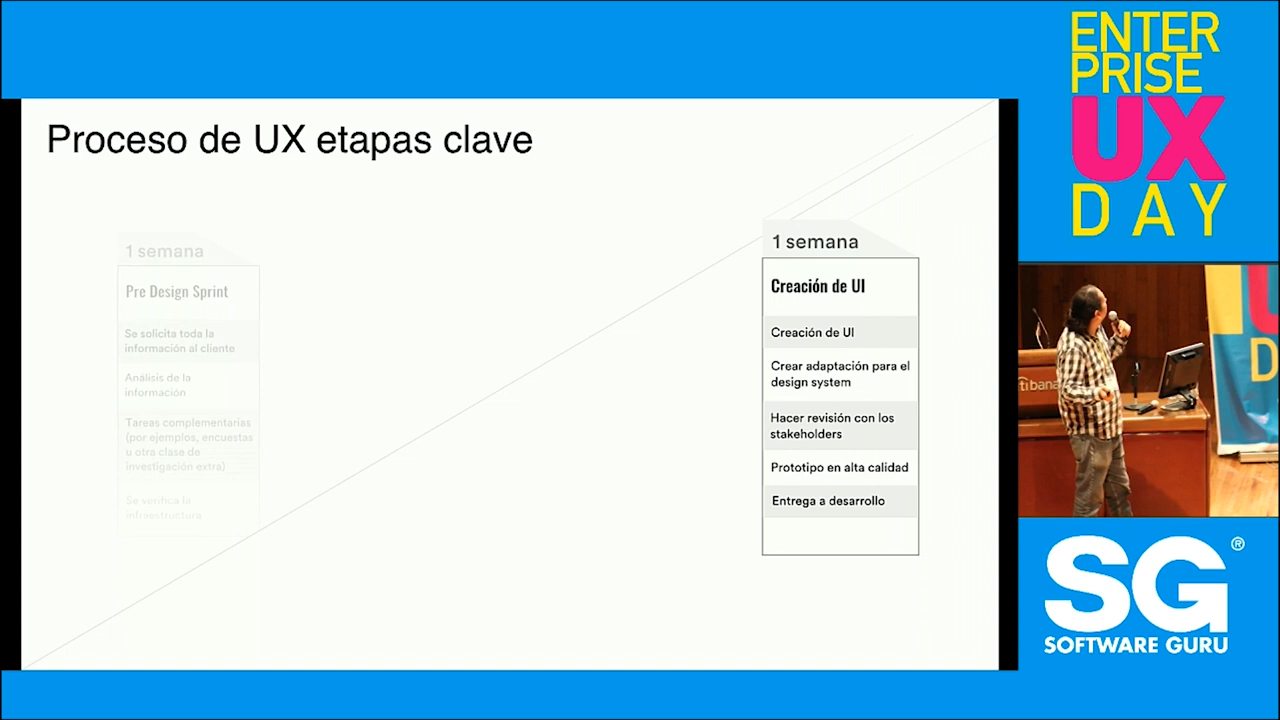 Proceso de UX etapas clave
1 semana
Pre Design Sprint
Se solicita toda la
información al cliente
Análisis de la
información
Tareas complementarias
(por ejemplos, encuestas
u otra clase de
investigación extra)
Se verifica la
infraestructura
1 semana
Creación de UI
Creación de UI
Crear adaptación para el
design system
Hacer revisión con los
stakeholders
Prototipo en alta calidad
Entrega a desarrollo
ENTER
PRISE
UX
DAY
SG®
SOFTWARE GURU